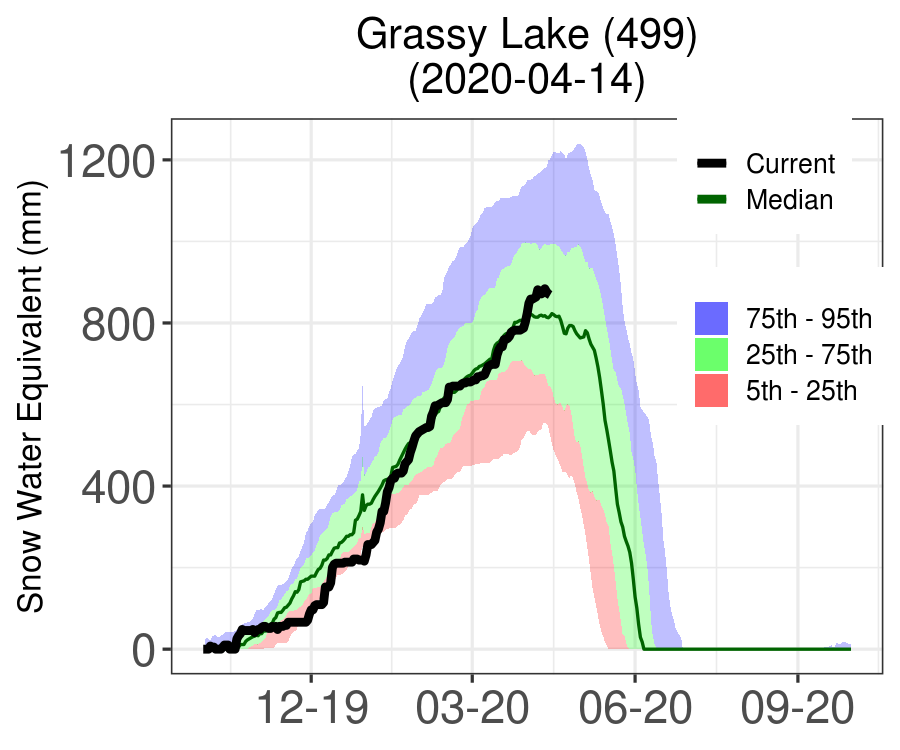 Grassy Lake (499)
(2020-04-14)
Snow Water Equivalent (mm)
1200
800
400
0
12-19
03-20
06-20
09-20
Current
Median
75th - 95th
25th - 75th
5th - 25th